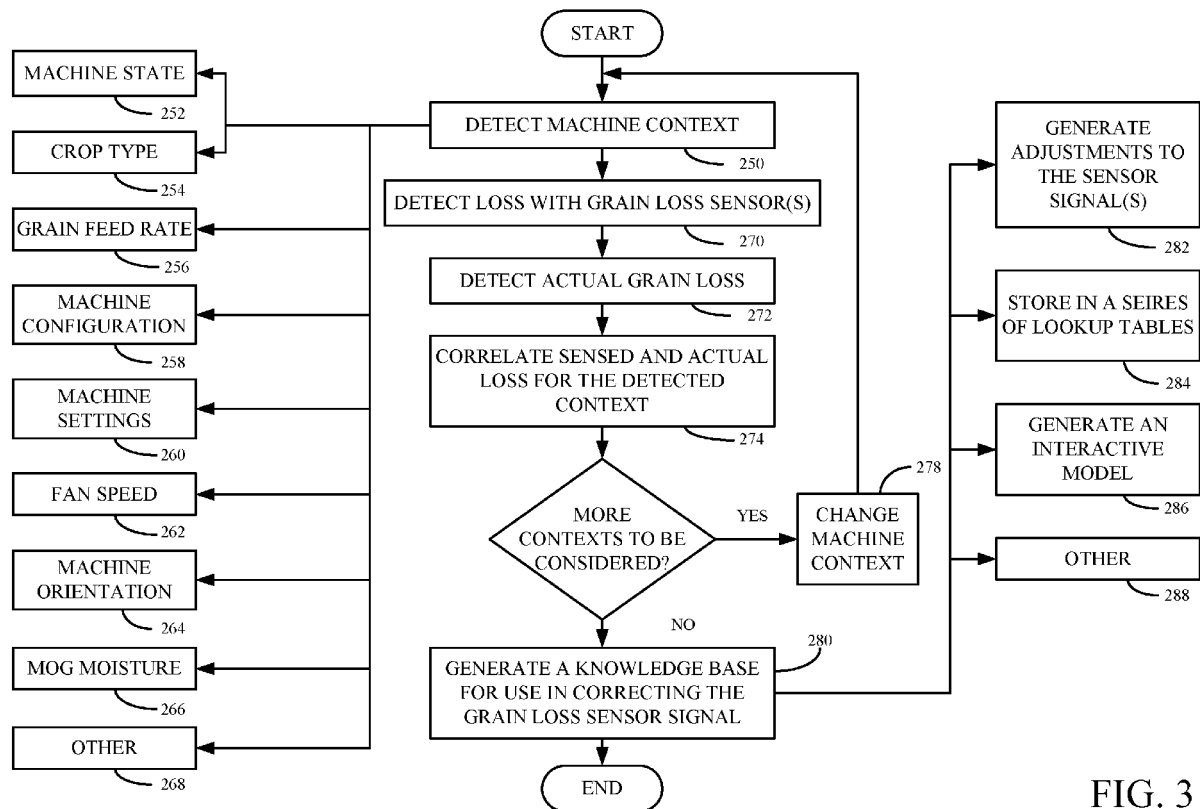 START
DETECT MACHINE CONTEXT
250
MACHINE STATE
252
CROP TYPE
254
GRAIN FEED RATE
256
MACHINE
CONFIGURATION
258
MACHINE
SETTINGS
260
FAN SPEED
262
MACHINE
ORIENTATION
264
MOG MOISTURE
266
OTHER
268
DETECT LOSS WITH GRAIN LOSS SENSOR(S)
270
DETECT ACTUAL GRAIN LOSS
272
CORRELATE SENSED AND ACTUAL
LOSS FOR THE DETECTED
CONTEXT
274
MORE
CONTEXTS TO BE
CONSIDERED?
YES
278
CHANGE
MACHINE
CONTEXT
NO
280
GENERATE A KNOWLEDGE BASE
FOR USE IN CORRECTING THE
GRAIN LOSS SENSOR SIGNAL
END
GENERATE
ADJUSTMENTS TO
THE SENSOR
SIGNAL(S)
282
STORE IN A SEIRES
OF LOOKUP TABLES
284
GENERATE AN
INTERACTIVE
MODEL
286
OTHER
288
FIG. 3